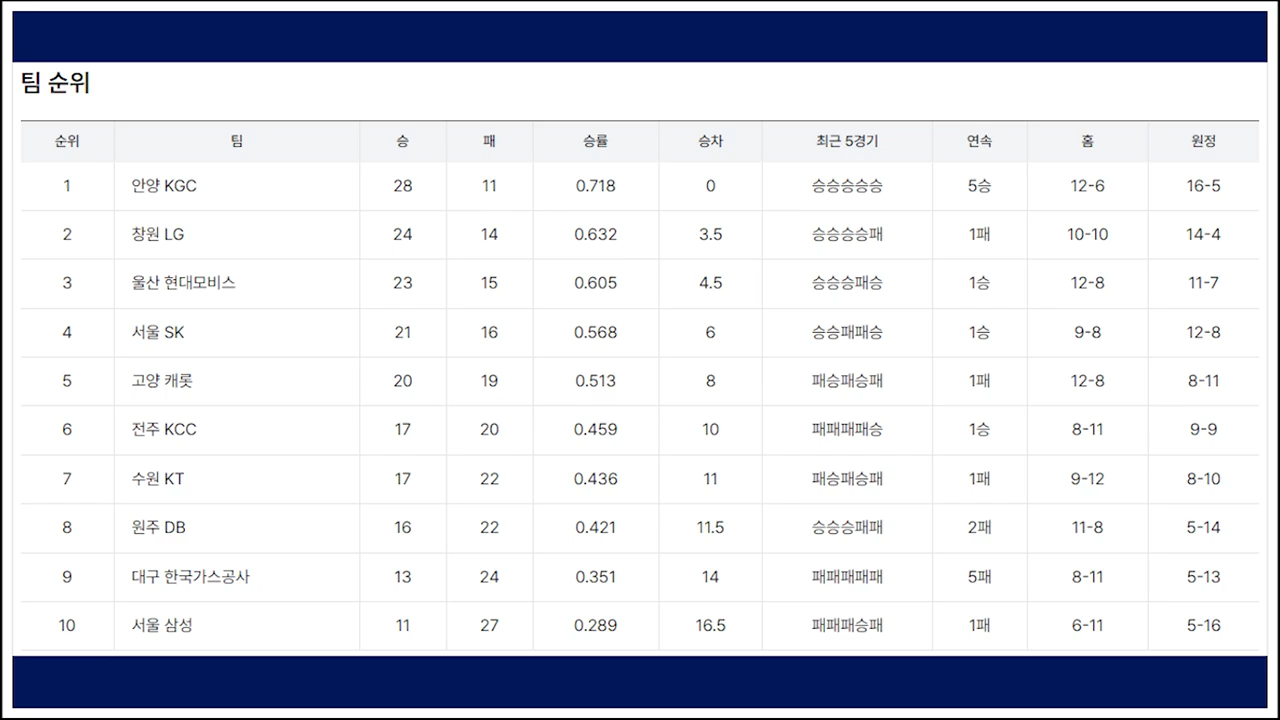 팀 순위
순위 팀 승 패 승률 승차 최근 5경기 연속 홈 원정
1 안양 KGC 28 11 0.718 0 승승승승승 5승 12-6 16-5
2 창원 LG 24 14 0.632 3.5 승승승승패 1패 10-10 14-4
3 울산 현대모비스 23 15 0.605 4.5 승승승패승 1승 12-8 11-7
4 서울 SK 21 16 0.568 6 승승패패승 1승 9-8 12-8
5 고양 캐롯 20 19 0.513 8 패승패승패 1패 12-8 8-11
6 전주 KCC 17 20 0.459 10 패패패패승 1승 8-11 9-9
7 수원 KT 17 22 0.436 11 패승패승패 1패 9-12 8-10
8 원주 DB 16 22 0.421 11.5 승승승패패 2패 11-8 5-14
9 대구 한국가스공사 13 24 0.351 14 패패패패패 5패 8-11 5-13
10 서울 삼성 11 27 0.289 16.5 패패패승패 1패 6-11 5-16